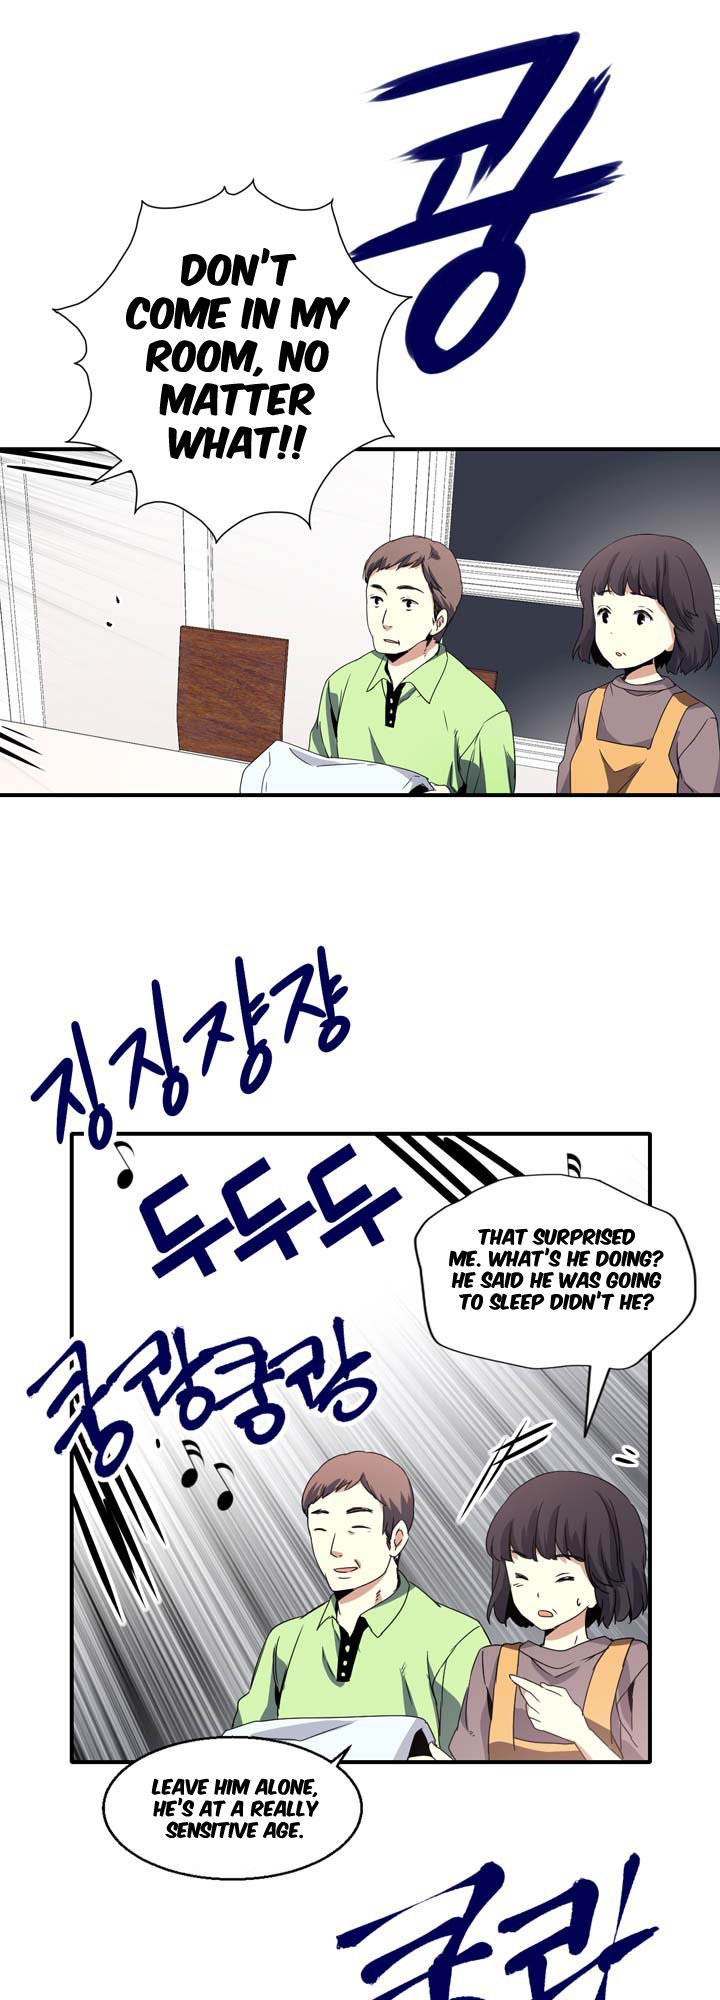 쾅
DON'T
COME IN MY
ROOM, NO
MATTER
WHAT!!
징징쟝쟝
두두두
THAT SURPRISED
ME. WHAT'S HE DOING?
HE SAID HE WAS GOING
TO SLEEP DIDN'T HE?
쿵쾅쿵쾅
LEAVE HIM ALONE,
HE'S AT A REALLY
SENSITIVE AGE.